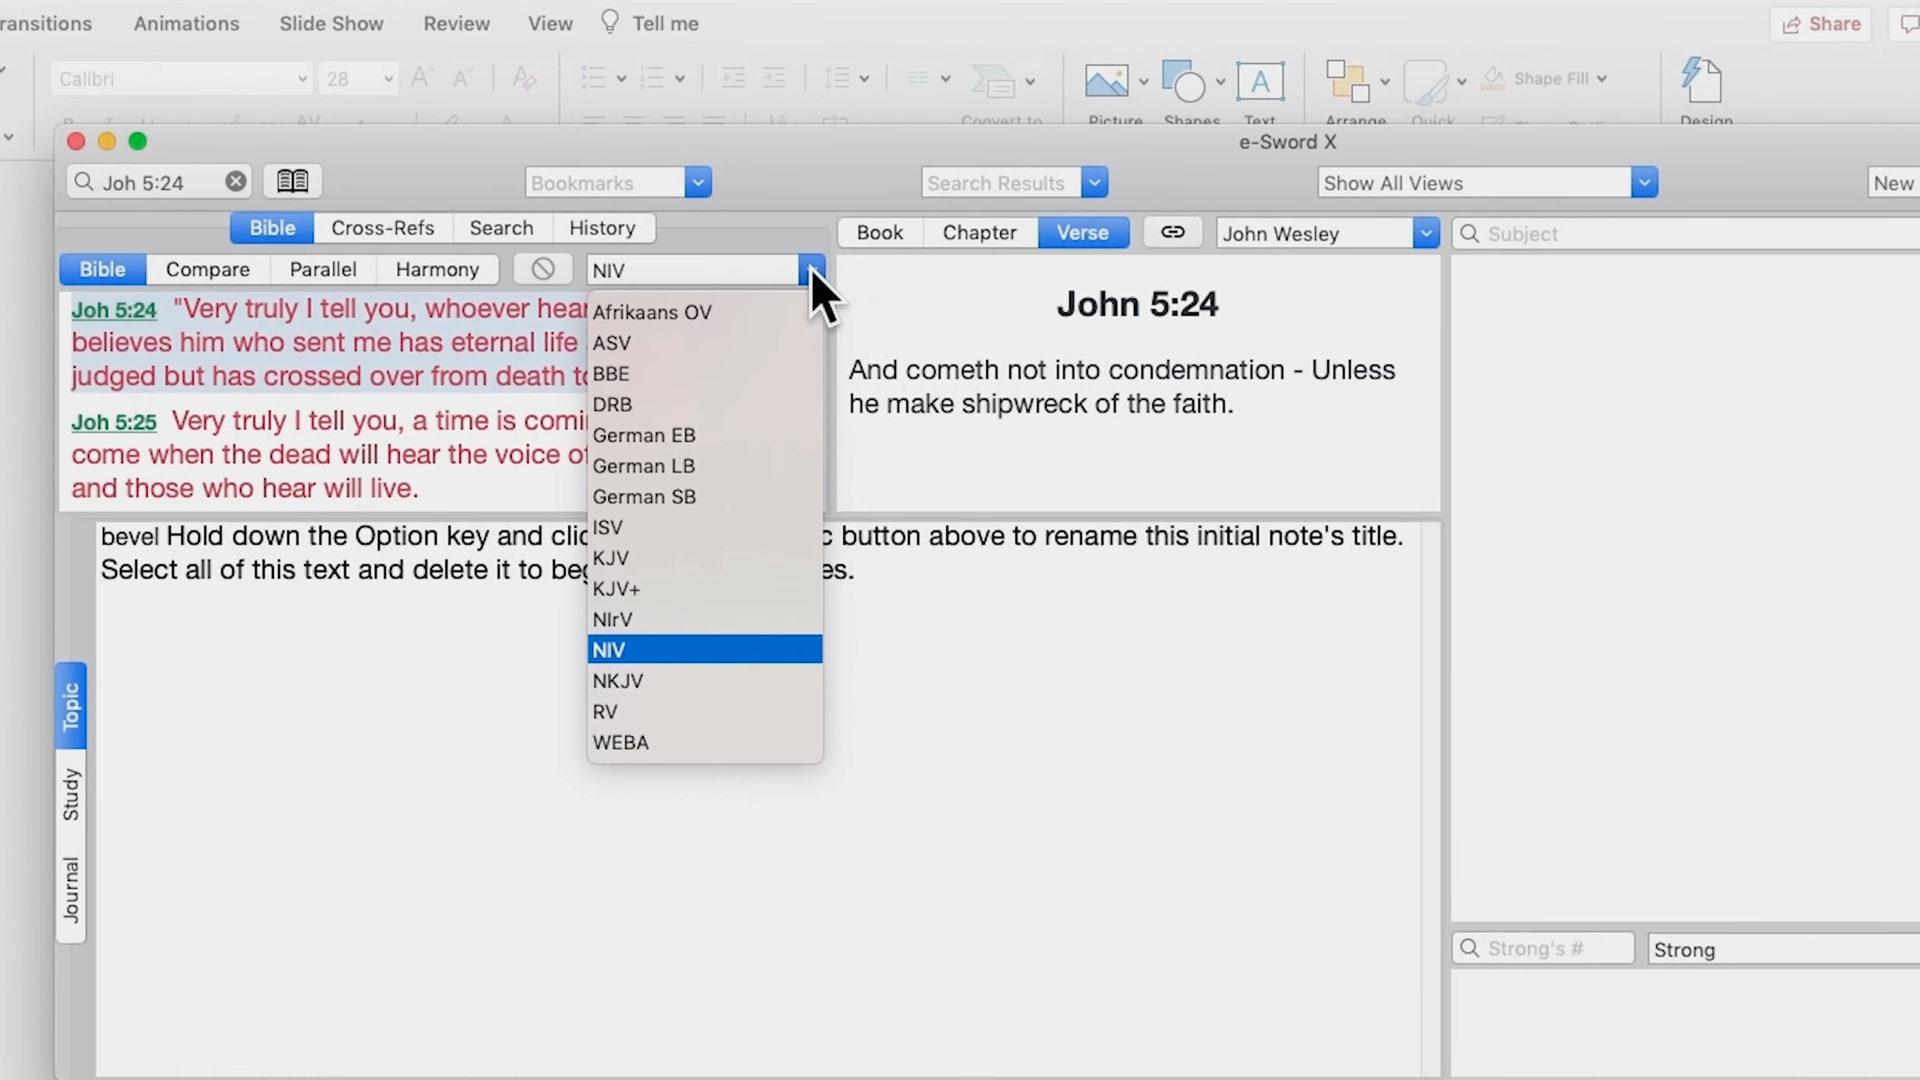 ransitions Animations Slide Show Review View Tell me Share
Calibri 28 Shape Fill
Convert to Picture Shapes Text Arrange Quick Design
e-Sword X
Joh 5:24 Bookmarks Search Results Show All Views New
Bible Cross-Refs Search History
Book Chapter Verse John Wesley Subject
Bible Compare Parallel Harmony NIV
Joh 5:24 "Very truly I tell you, whoever hear
believes him who sent me has eternal life
judged but has crossed over from death to
Joh 5:25 Very truly I tell you, a time is comi
come when the dead will hear the voice of
and those who hear will live.
Afrikaans OV
ASV
BBE
DRB
German EB
German LB
German SB
ISV
KJV
KJV+
NIrV
NIV
NKJV
RV
WEBA
John 5:24
And cometh not into condemnation - Unless
he make shipwreck of the faith.
bevel Hold down the Option key and clic c button above to rename this initial note's title.
Select all of this text and delete it to beg es.
Topic
Study
Journal
Strong's # Strong